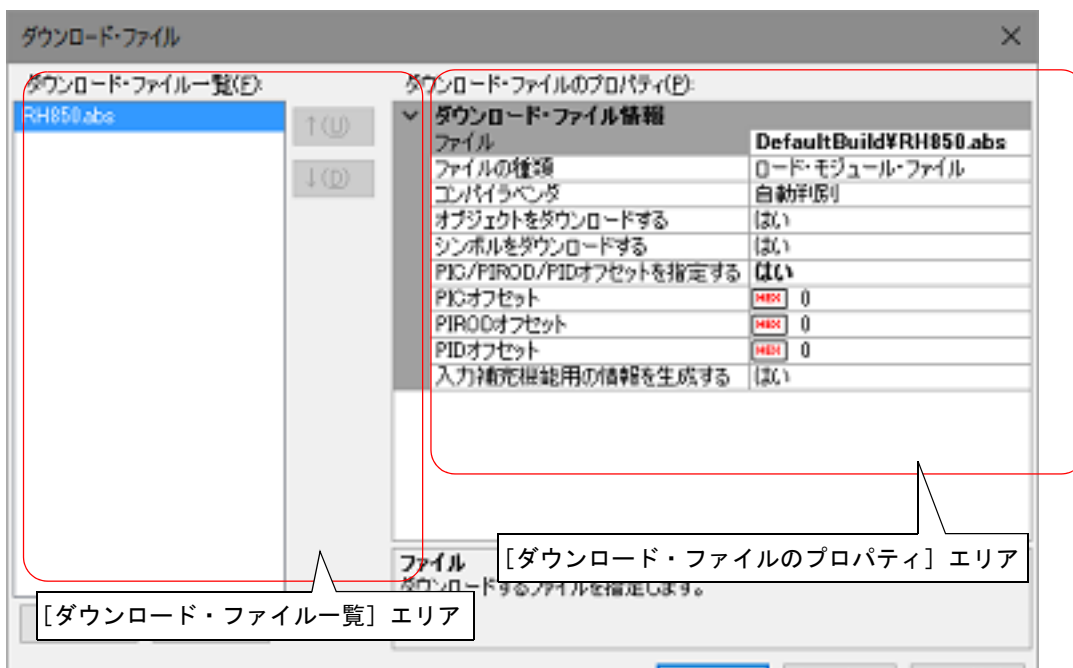 ダウンロード・ファイル
ダウンロード・ファイル一覧(F):
RH850.abs
↑(U)
↓(D)
ダウンロード・ファイルのプロパティ(P):
ダウンロード・ファイル情報
ファイル DefaultBuild¥RH850.abs
ファイルの種類 ロード・モジュール・ファイル
コンパイラベンダ 自動判別
オブジェクトをダウンロードする はい
シンボルをダウンロードする はい
PIC/PIROD/PIDオフセットを指定する はい
PICオフセット HEX 0
PIRODオフセット HEX 0
PIDオフセット HEX 0
入力補完機能用の情報を生成する はい
[ダウンロード・ファイルのプロパティ] エリア
ファイル
ダウンロードするファイルを指定します。
[ダウンロード・ファイル一覧] エリア